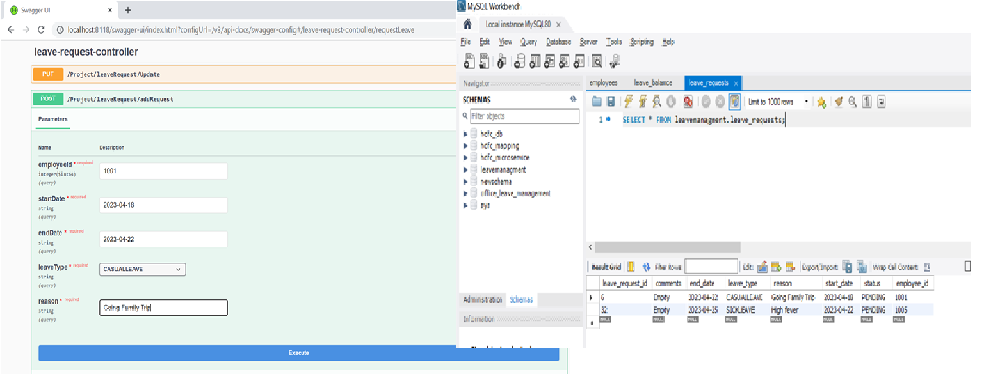 Swagger UI
localhost:8118/swagger-ui/index.html?configUrl=/v3/api-docs/swagger-config#/leave-request-controller/requestLeave
leave-request-controller
PUT /Project/leaveRequest/Update
POST /Project/leaveRequest/addRequest
Parameters
Name Description
employeeId * required
integer($int64)
(query)
1001
startDate * required
string
(query)
2023-04-18
endDate * required
string
(query)
2023-04-22
leaveType * required
string
(query)
CASUALLEAVE
reason * required
string
(query)
Going Family Trip
Execute
MySQL Workbench
Local instance MySQL80
File Edit View Query Database Server Tools Scripting Help
Navigator
SCHEMAS
Filter objects
hdfc_db
hdfc_mapping
hdfc_microservice
leavemanagment
newschema
office_leave_management
sys
Administration Schemas
Information
No object selected
employees leave_balance leave_requests
Limit to 1000 rows
1 SELECT * FROM leavemanagment.leave_requests;
Result Grid Filter Rows: Edit: Export/Import: Wrap Cell Content:
leave_request_id comments end_date leave_type reason start_date status employee_id
6 Empty 2023-04-22 CASUALLEAVE Going Family Trip 2023-04-18 PENDING 1001
32 Empty 2023-04-25 SICKLEAVE High fever 2023-04-22 PENDING 1005
NULL NULL NULL NULL NULL NULL NULL NULL